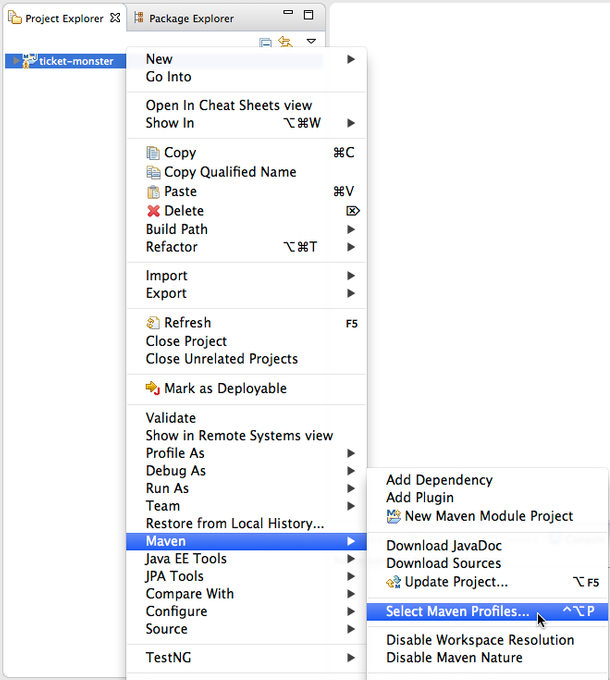 Project Explorer
Package Explorer
ticket-monster
New
Go Into
Open In Cheat Sheets view
Show In ⌥⌘W
Copy ⌘C
Copy Qualified Name
Paste ⌘V
Delete ⌦
Build Path
Refactor ⌥⌘T
Import
Export
Refresh F5
Close Project
Close Unrelated Projects
Mark as Deployable
Validate
Show in Remote Systems view
Profile As
Debug As
Run As
Team
Restore from Local History...
Maven
Java EE Tools
JPA Tools
Compare With
Configure
Source
TestNG
Add Dependency
Add Plugin
New Maven Module Project
Download JavaDoc
Download Sources
Update Project... ⌥F5
Select Maven Profiles... ^⌥P
Disable Workspace Resolution
Disable Maven Nature